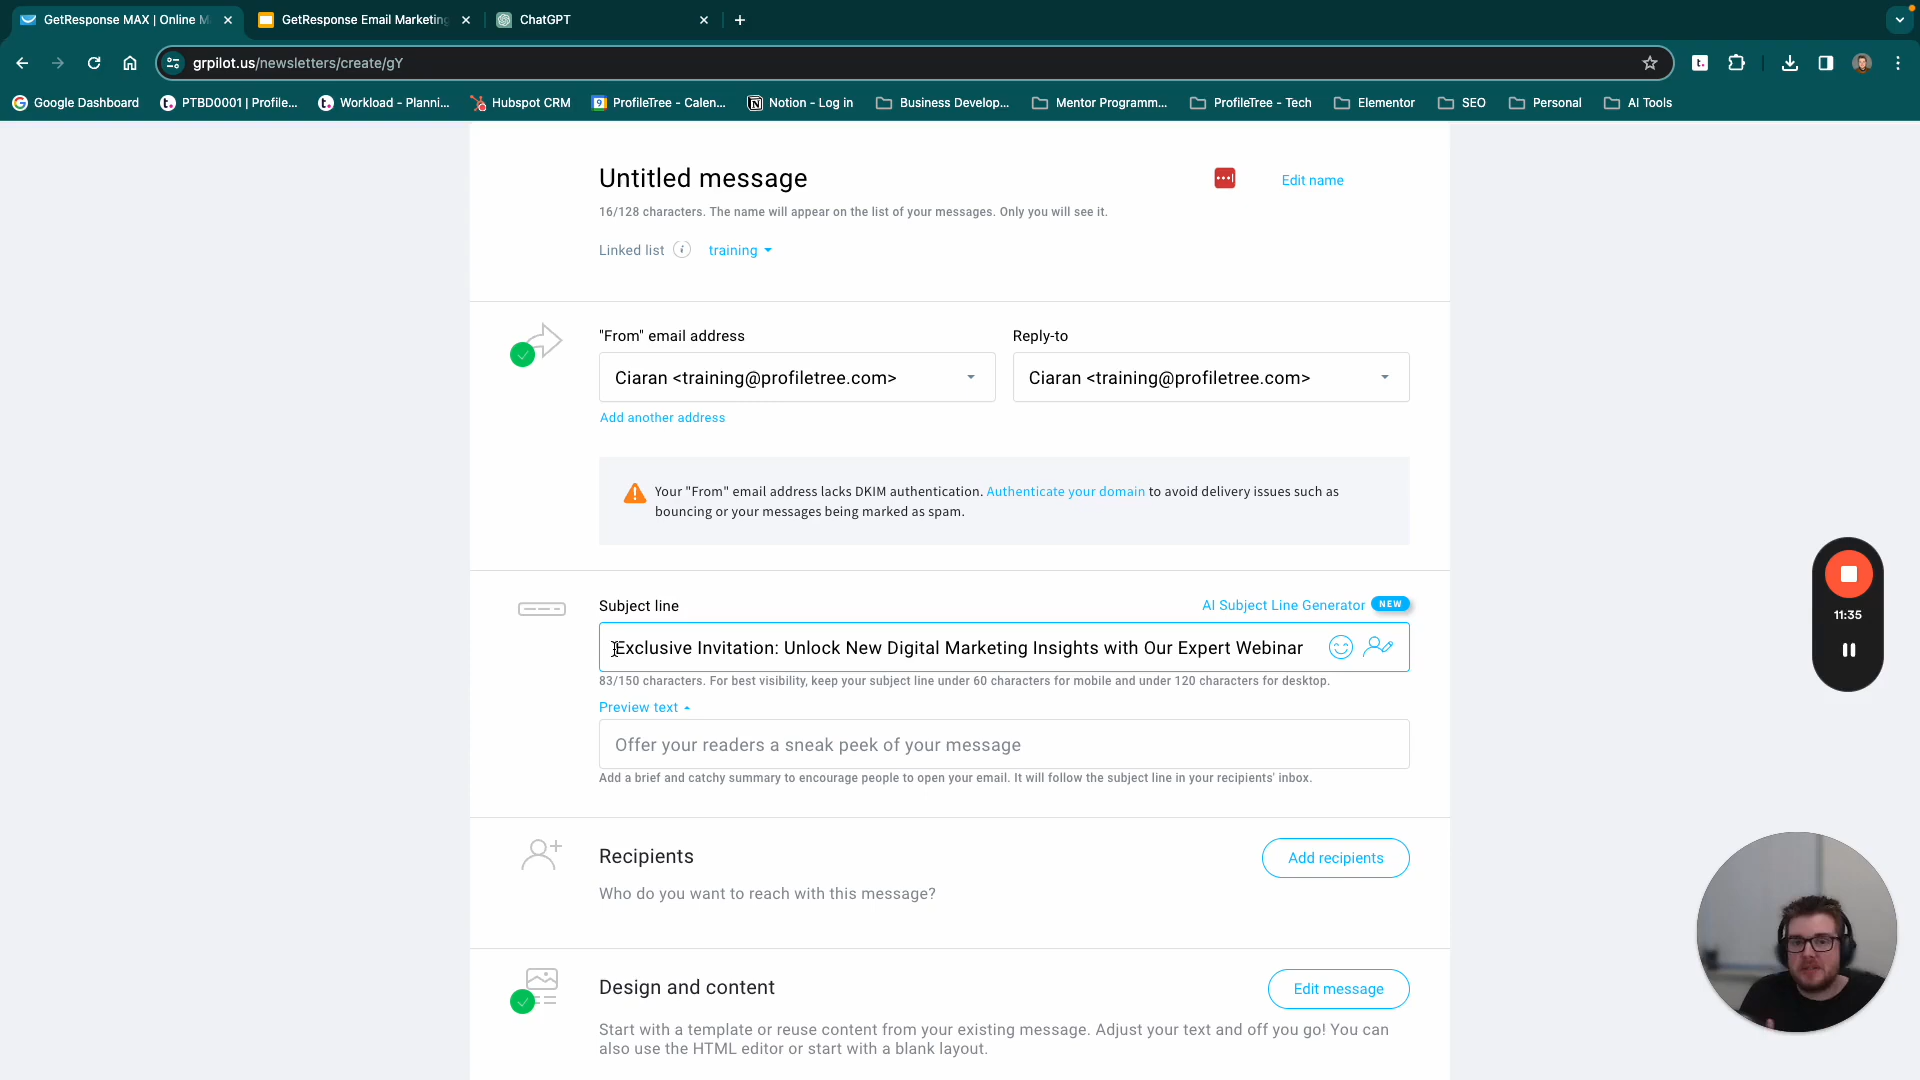 GetResponse MAX | Online M
GetResponse Email Marketing
ChatGPT
grpilot.us/newsletters/create/gY
Google Dashboard
PTBD0001 | Profile...
Workload - Planni...
Hubspot CRM
ProfileTree - Calen...
Notion - Log in
Business Develop...
Mentor Programm...
ProfileTree - Tech
Elementor
SEO
Personal
AI Tools
Untitled message
Edit name
16/128 characters. The name will appear on the list of your messages. Only you will see it.
Linked list
training
"From" email address
Reply-to
Ciaran <training@profiletree.com>
Ciaran <training@profiletree.com>
Add another address
Your "From" email address lacks DKIM authentication. Authenticate your domain to avoid delivery issues such as
bouncing or your messages being marked as spam.
Subject line
AI Subject Line Generator NEW
Exclusive Invitation: Unlock New Digital Marketing Insights with Our Expert Webinar
83/150 characters. For best visibility, keep your subject line under 60 characters for mobile and under 120 characters for desktop.
Preview text
Offer your readers a sneak peek of your message
Add a brief and catchy summary to encourage people to open your email. It will follow the subject line in your recipients' inbox.
Recipients
Add recipients
Who do you want to reach with this message?
Design and content
Edit message
Start with a template or reuse content from your existing message. Adjust your text and off you go! You can
also use the HTML editor or start with a blank layout.
11:35